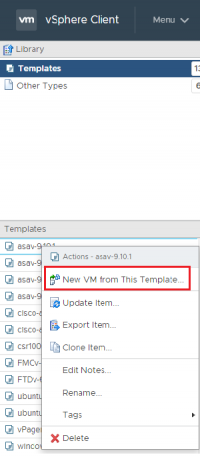 vm vSphere Client Menu
Library
Templates
Other Types 6
Templates
asav-9.10.1
Actions - asav-9.10.1
New VM from This Template...
Update Item...
Export Item...
Clone Item...
Edit Notes...
Rename...
Tags
Delete
asav-9
asav-9
asav-9
cisco-a
cisco-a
csr100
FMCv-
FTDv-6
ubuntu
ubuntu
vPage
wincov